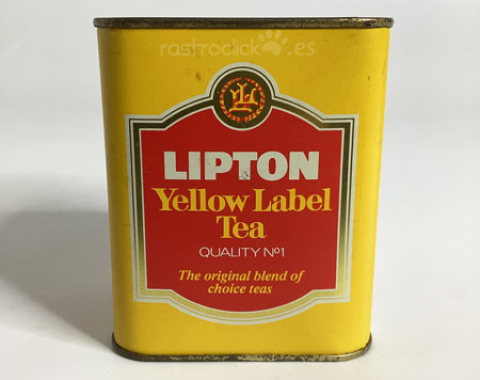 rastroclick.es
LIPTON
Yellow Label
Tea
QUALITY Nº1
The original blend of
choice teas